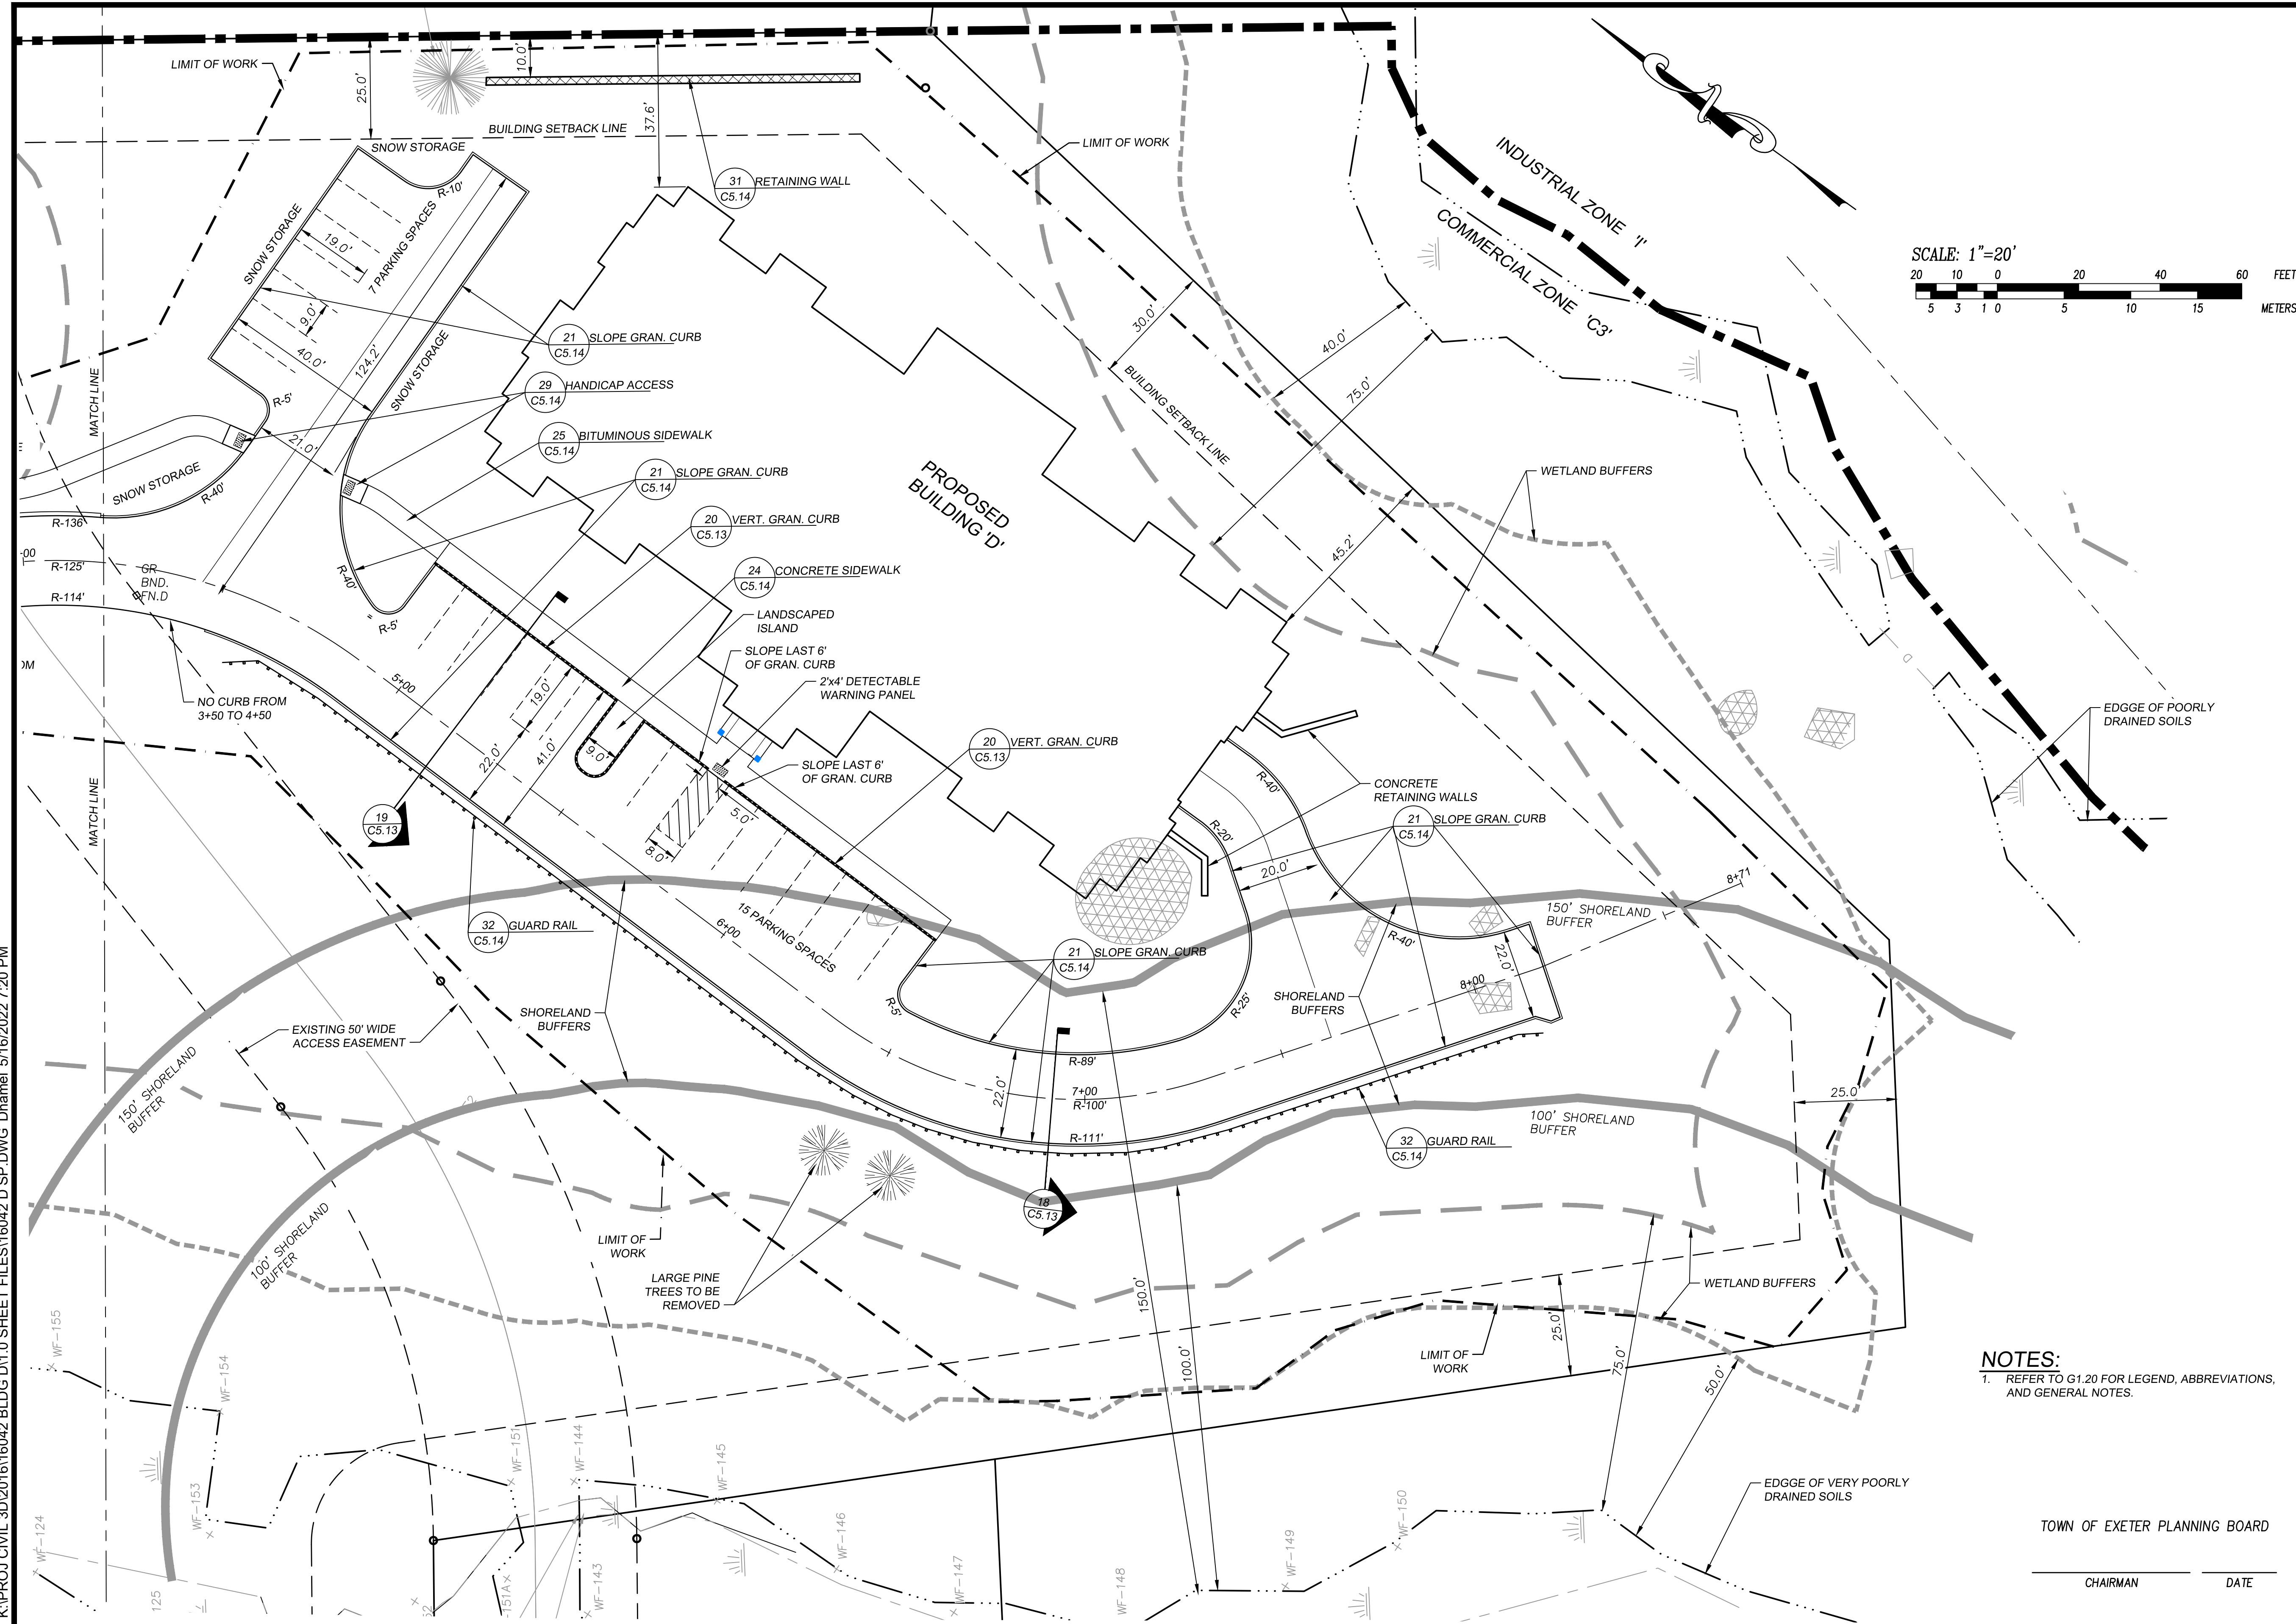 LIMIT OF WORK
25.0'
10.0'
37.6'
BUILDING SETBACK LINE
SNOW STORAGE
LIMIT OF WORK
31
C5.14
RETAINING WALL
R-10'
SNOW STORAGE
19.0'
7 PARKING SPACES
9.0'
40.0'
124.2'
SNOW STORAGE
INDUSTRIAL ZONE 'I'
COMMERCIAL ZONE 'C3'
SCALE: 1"=20'
20 10 0 20 40 60 FEET
5 3 1 0 5 10 15 METERS
21
C5.14
SLOPE GRAN. CURB
29
C5.14
HANDICAP ACCESS
25
C5.14
BITUMINOUS SIDEWALK
21
C5.14
SLOPE GRAN. CURB
20
C5.13
VERT. GRAN. CURB
24
C5.14
CONCRETE SIDEWALK
LANDSCAPED
ISLAND
SLOPE LAST 6'
OF GRAN. CURB
2'x4' DETECTABLE
WARNING PANEL
SLOPE LAST 6'
OF GRAN. CURB
20
C5.13
VERT. GRAN. CURB
PROPOSED
BUILDING 'D'
30.0'
40.0'
75.0'
BUILDING SETBACK LINE
45.2'
WETLAND BUFFERS
MATCH LINE
R-5'
21.0'
SNOW STORAGE
R-40'
R-136'
-00
R-125'
R-114'
GR
BND.
FN.D
R-40'
R-5'
5+00
NO CURB FROM
3+50 TO 4+50
MATCH LINE
19.0'
22.0'
41.0'
9.0'
5.0'
8.0'
19
C5.13
32
C5.14
GUARD RAIL
15 PARKING SPACES
6+00
CONCRETE
RETAINING WALLS
R-40'
R-20'
20.0'
21
C5.14
SLOPE GRAN. CURB
EDGGE OF POORLY
DRAINED SOILS
8+71
150' SHORELAND
BUFFER
R-40'
22.0'
8+00
21
C5.14
SLOPE GRAN. CURB
R-5'
R-25'
SHORELAND
BUFFERS
SHORELAND
BUFFERS
EXISTING 50' WIDE
ACCESS EASEMENT
150' SHORELAND
BUFFER
R-89'
22.0'
7+00
R-100'
R-111'
100' SHORELAND
BUFFER
25.0'
32
C5.14
GUARD RAIL
18
C5.13
100' SHORELAND
BUFFER
LIMIT OF
WORK
LARGE PINE
TREES TO BE
REMOVED
150.0'
100.0'
LIMIT OF
WORK
25.0'
75.0'
50.0'
WETLAND BUFFERS
NOTES:
1. REFER TO G1.20 FOR LEGEND, ABBREVIATIONS,
AND GENERAL NOTES.
EDGGE OF VERY POORLY
DRAINED SOILS
WF-155
WF-154
WF-153
WF-124
125
WF-151
WF-144
WF-145
WF-143
WF-146
WF-147
WF-148
WF-149
WF-150
TOWN OF EXETER PLANNING BOARD
CHAIRMAN
DATE